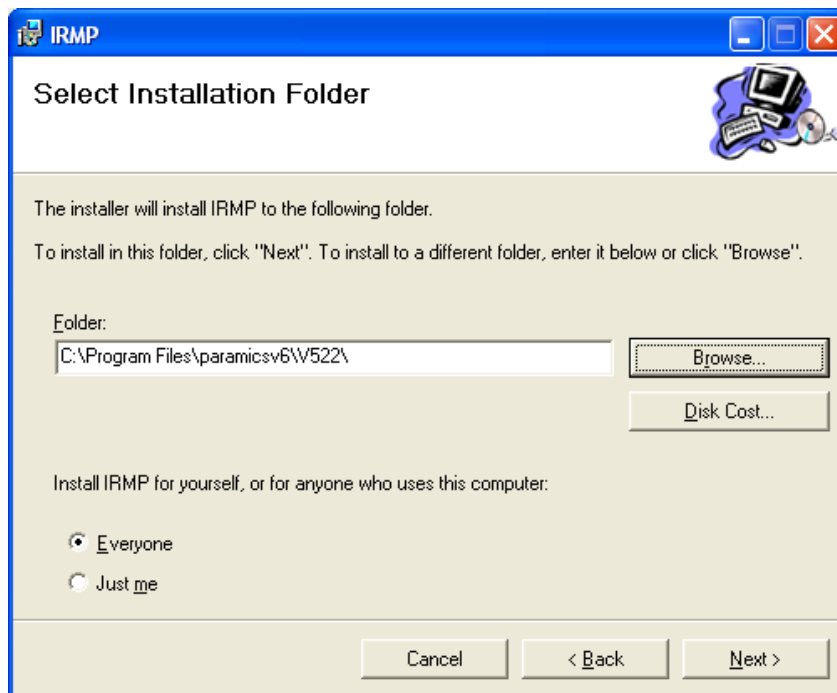 IRMP
Select Installation Folder
The installer will install IRMP to the following folder.
To install in this folder, click "Next". To install to a different folder, enter it below or click "Browse".
Folder:
C:\Program Files\paramicsv6\V522\
Browse...
Disk Cost...
Install IRMP for yourself, or for anyone who uses this computer:
Everyone
Just me
Cancel
< Back
Next >